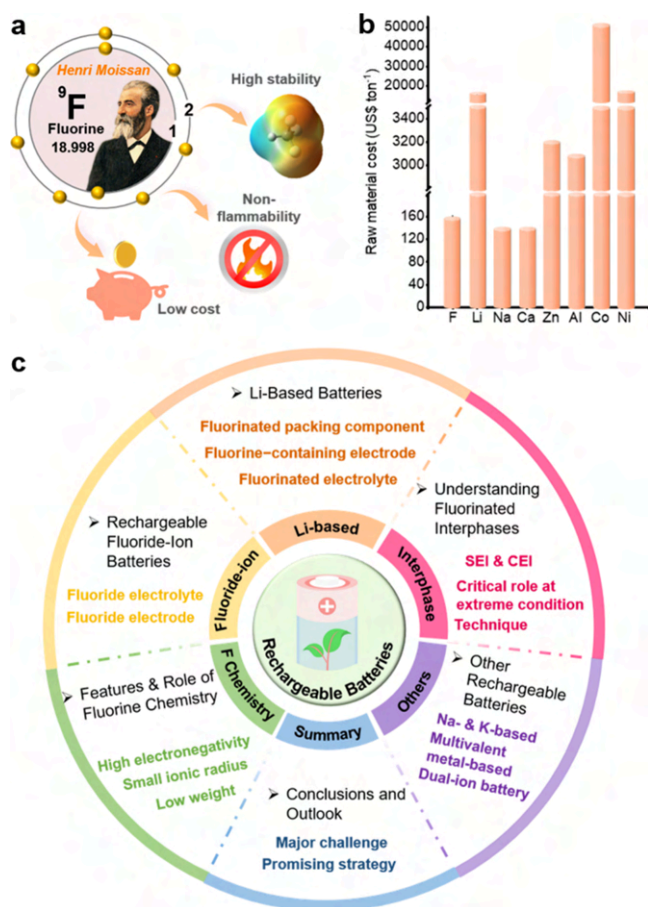 a
Henri Moissan
9
F
Fluorine
18.998
1
2
High stability
Non-
flammability
Low cost
b
Raw material cost (US$ ton⁻¹)
50000
40000
30000
20000
3400
3200
3000
160
120
80
40
0
F Li Na Ca Zn Al Co Ni
c
➤ Li-Based Batteries
Fluorinated packing component
Fluorine−containing electrode
Fluorinated electrolyte
➤ Understanding
Fluorinated
Interphases
SEI & CEI
Critical role at
extreme condition
Technique
➤ Other
Rechargeable
Batteries
Na- & K-based
Multivalent
metal-based
Dual-ion battery
➤ Conclusions and
Outlook
Major challenge
Promising strategy
➤ Features & Role of
Fluorine Chemistry
High electronegativity
Small ionic radius
Low weight
➤ Rechargeable
Fluoride-Ion
Batteries
Fluoride electrolyte
Fluoride electrode
Li-based
Interphase
Others
Summary
F Chemistry
Fluoride-ion
Rechargeable Batteries